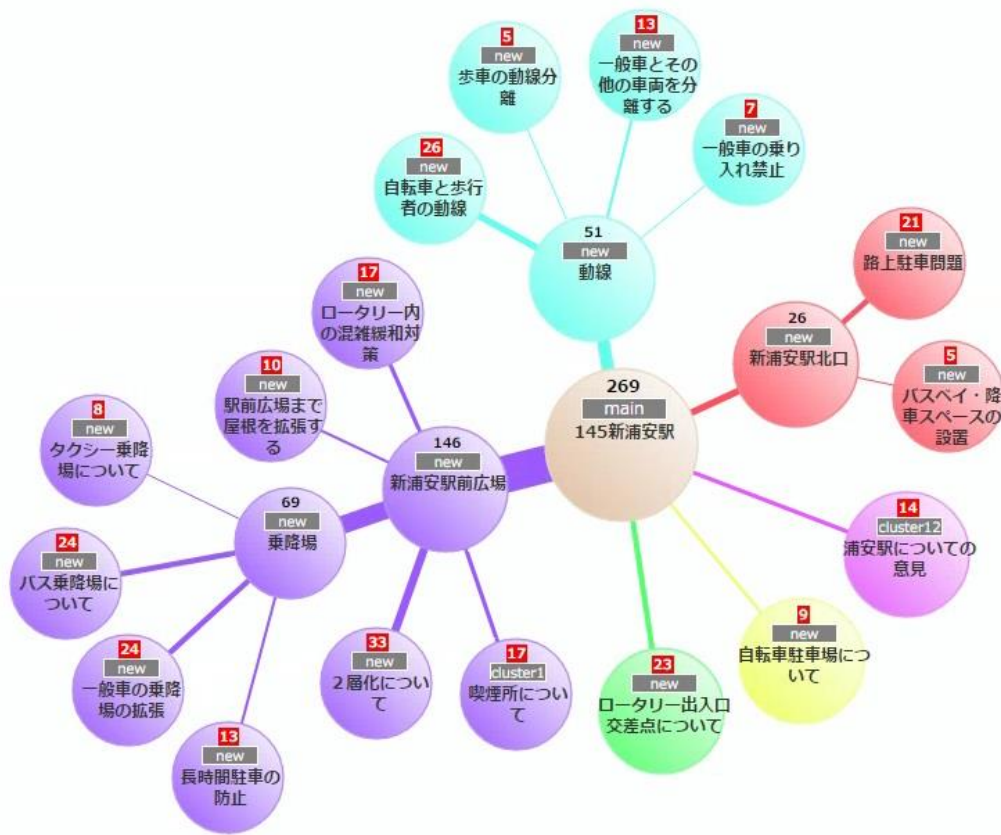 5
new
歩車の動線分
離
13
new
一般車とその
他の車両を分
離する
7
new
一般車の乗り
入れ禁止
26
new
自転車と歩行
者の動線
51
new
動線
21
new
路上駐車問題
26
new
新浦安駅北口
5
new
バスベイ・降
車スペースの
設置
17
new
ロータリー内
の混雑緩和対
策
10
new
駅前広場まで
屋根を拡張する
269
main
145新浦安駅
146
new
新浦安駅前広場
8
new
タクシー乗降
場について
69
new
乗降場
24
new
バス乗降場に
ついて
24
new
一般車の乗降
場の拡張
13
new
長時間駐車の
防止
33
new
２層化につい
て
17
cluster1
喫煙所につい
て
23
new
ロータリー出入口
交差点について
9
new
自転車駐車場につ
いて
14
cluster12
浦安駅についての
意見